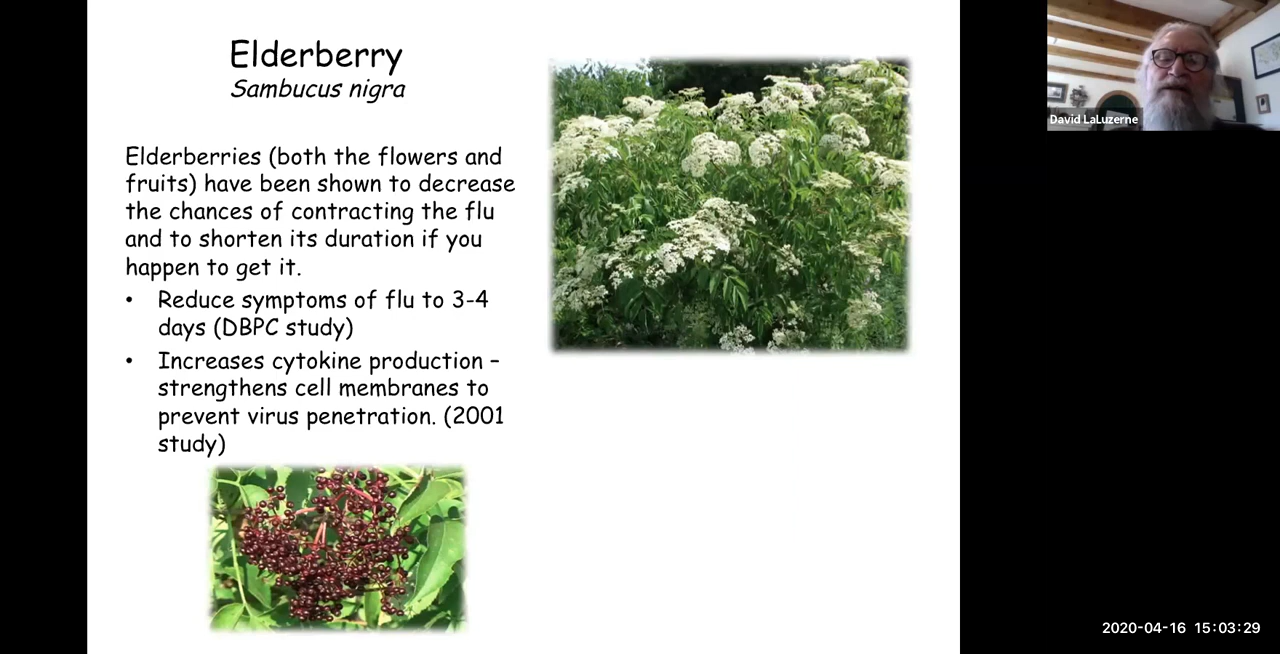 Elderberry
Sambucus nigra
Elderberries (both the flowers and
fruits) have been shown to decrease
the chances of contracting the flu
and to shorten its duration if you
happen to get it.
• Reduce symptoms of flu to 3-4
days (DBPC study)
• Increases cytokine production –
strengthens cell membranes to
prevent virus penetration. (2001
study)
David LaLuzerne
2020-04-16 15:03:29